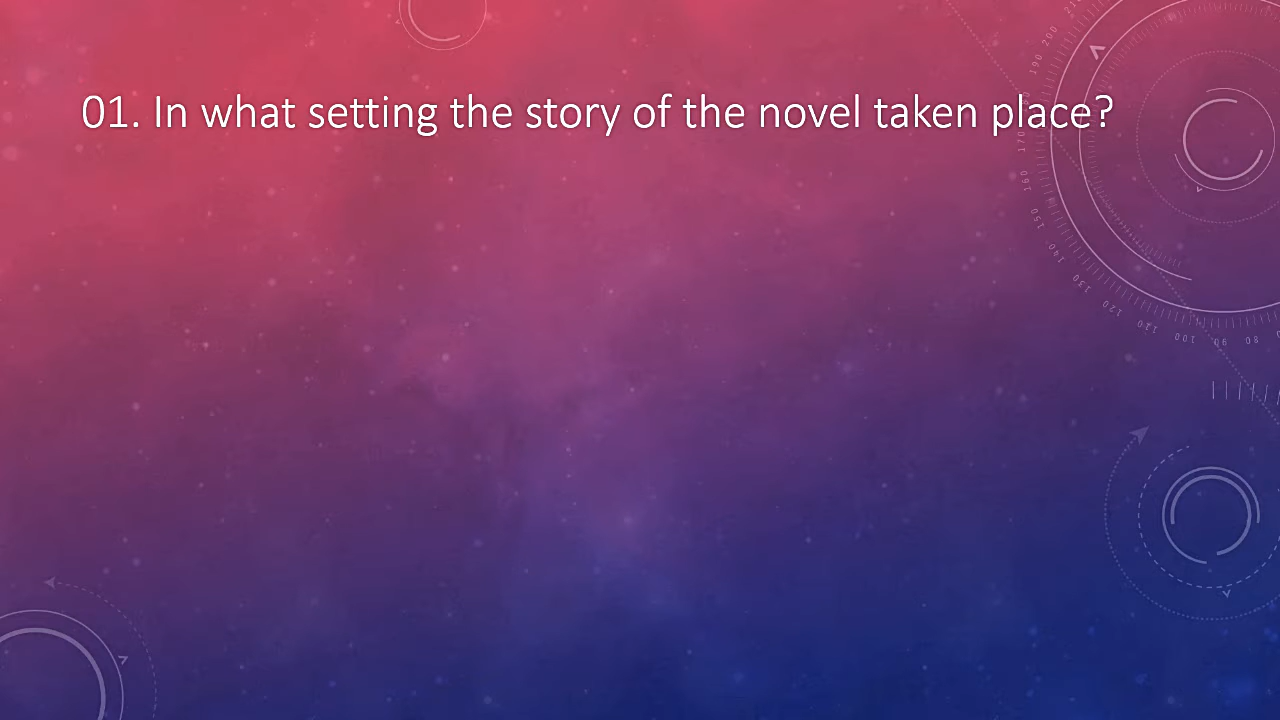 01. In what setting the story of the novel taken place?